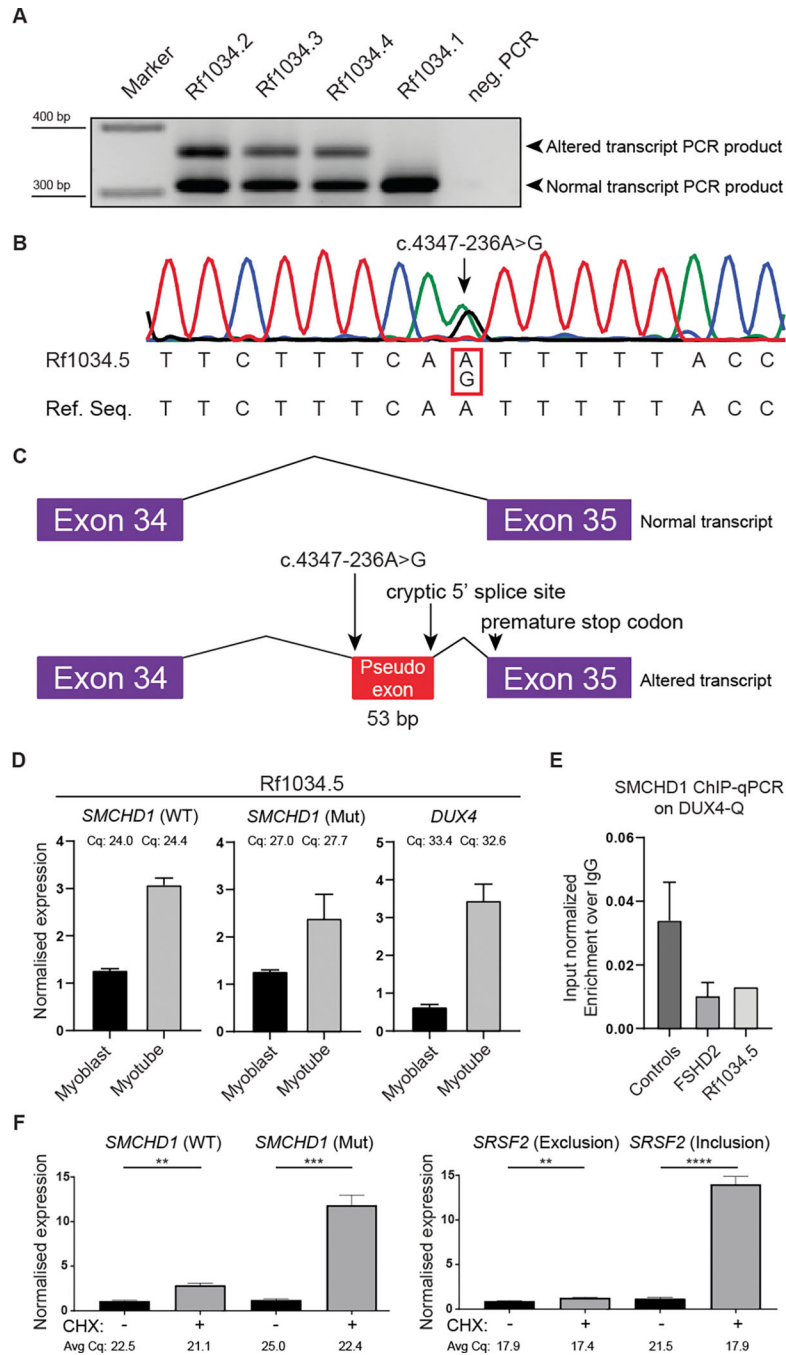 A
Marker
Rf1034.2
Rf1034.3
Rf1034.4
Rf1034.1
neg. PCR
400 bp
300 bp
Altered transcript PCR product
Normal transcript PCR product
B
c.4347-236A>G
Rf1034.5 T T C T T T C A A T T T T T A C C
G
Ref. Seq. T T C T T T C A A T T T T T A C C
C
Exon 34
Exon 35
Normal transcript
c.4347-236A>G
cryptic 5' splice site
premature stop codon
Exon 34
Pseudo
exon
Exon 35
Altered transcript
53 bp
D
Rf1034.5
SMCHD1 (WT)
Cq: 24.0 Cq: 24.4
Normalised expression
4
3
2
1
0
Myoblast
Myotube
SMCHD1 (Mut)
Cq: 27.0 Cq: 27.7
4
3
2
1
0
Myoblast
Myotube
DUX4
Cq: 33.4 Cq: 32.6
5
4
3
2
1
0
Myoblast
Myotube
E
SMCHD1 ChIP-qPCR
on DUX4-Q
Input normalized
Enrichment over IgG
0.06
0.04
0.02
0.00
Controls
FSHD2
Rf1034.5
F
SMCHD1 (WT)
SMCHD1 (Mut)
**
***
Normalised expression
15
10
5
0
CHX: - + - +
Avg Cq: 22.5 21.1 25.0 22.4
SRSF2 (Exclusion)
SRSF2 (Inclusion)
**
****
Normalised expression
15
10
5
0
CHX: - + - +
Avg Cq: 17.9 17.4 21.5 17.9